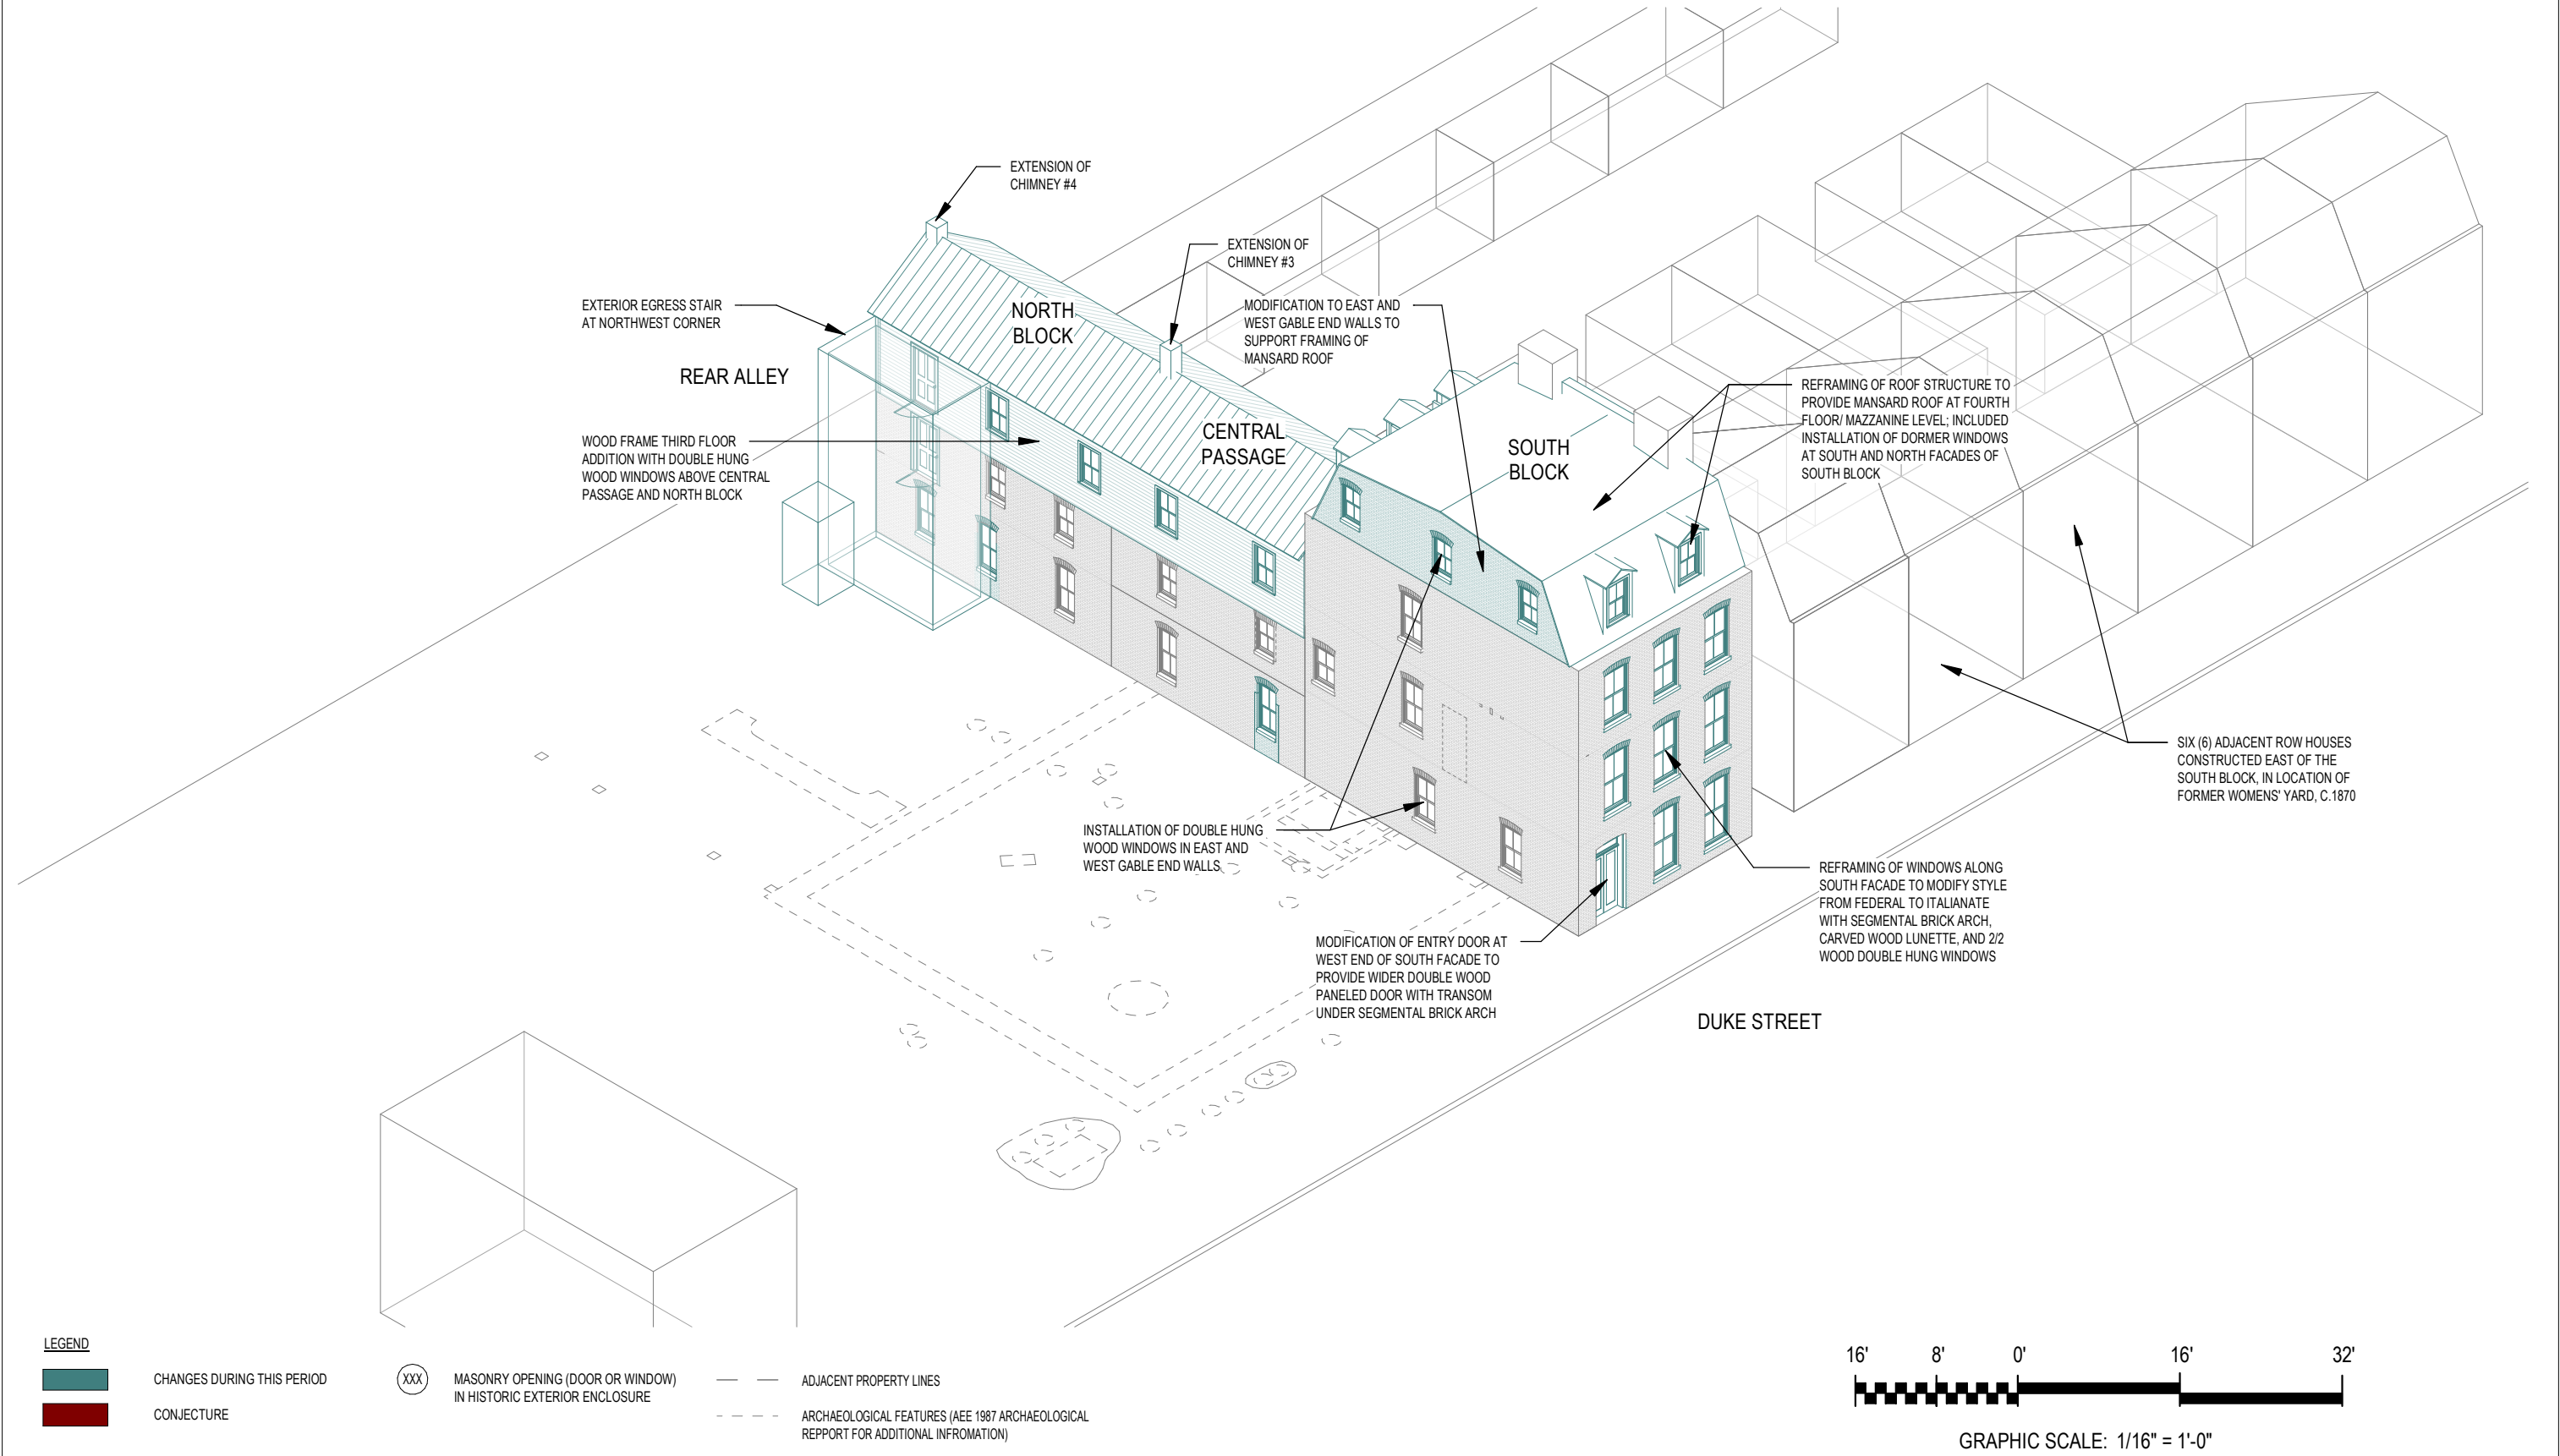 EXTENSION OF
CHIMNEY #4
EXTENSION OF
CHIMNEY #3
EXTERIOR EGRESS STAIR
AT NORTHWEST CORNER
NORTH
BLOCK
MODIFICATION TO EAST AND
WEST GABLE END WALLS TO
SUPPORT FRAMING OF
MANSARD ROOF
REAR ALLEY
REFRAMING OF ROOF STRUCTURE TO
PROVIDE MANSARD ROOF AT FOURTH
FLOOR/ MAZZANINE LEVEL; INCLUDED
INSTALLATION OF DORMER WINDOWS
AT SOUTH AND NORTH FACADES OF
SOUTH BLOCK
WOOD FRAME THIRD FLOOR
ADDITION WITH DOUBLE HUNG
WOOD WINDOWS ABOVE CENTRAL
PASSAGE AND NORTH BLOCK
CENTRAL
PASSAGE
SOUTH
BLOCK
SIX (6) ADJACENT ROW HOUSES
CONSTRUCTED EAST OF THE
SOUTH BLOCK, IN LOCATION OF
FORMER WOMENS' YARD, C.1870
INSTALLATION OF DOUBLE HUNG
WOOD WINDOWS IN EAST AND
WEST GABLE END WALLS
REFRAMING OF WINDOWS ALONG
SOUTH FACADE TO MODIFY STYLE
FROM FEDERAL TO ITALIANATE
WITH SEGMENTAL BRICK ARCH,
CARVED WOOD LUNETTE, AND 2/2
WOOD DOUBLE HUNG WINDOWS
MODIFICATION OF ENTRY DOOR AT
WEST END OF SOUTH FACADE TO
PROVIDE WIDER DOUBLE WOOD
PANELED DOOR WITH TRANSOM
UNDER SEGMENTAL BRICK ARCH
DUKE STREET
LEGEND
CHANGES DURING THIS PERIOD
CONJECTURE
XXX
MASONRY OPENING (DOOR OR WINDOW)
IN HISTORIC EXTERIOR ENCLOSURE
ADJACENT PROPERTY LINES
ARCHAEOLOGICAL FEATURES (AEE 1987 ARCHAEOLOGICAL
REPPORT FOR ADDITIONAL INFROMATION)
16' 8' 0' 16' 32'
GRAPHIC SCALE: 1/16" = 1'-0"